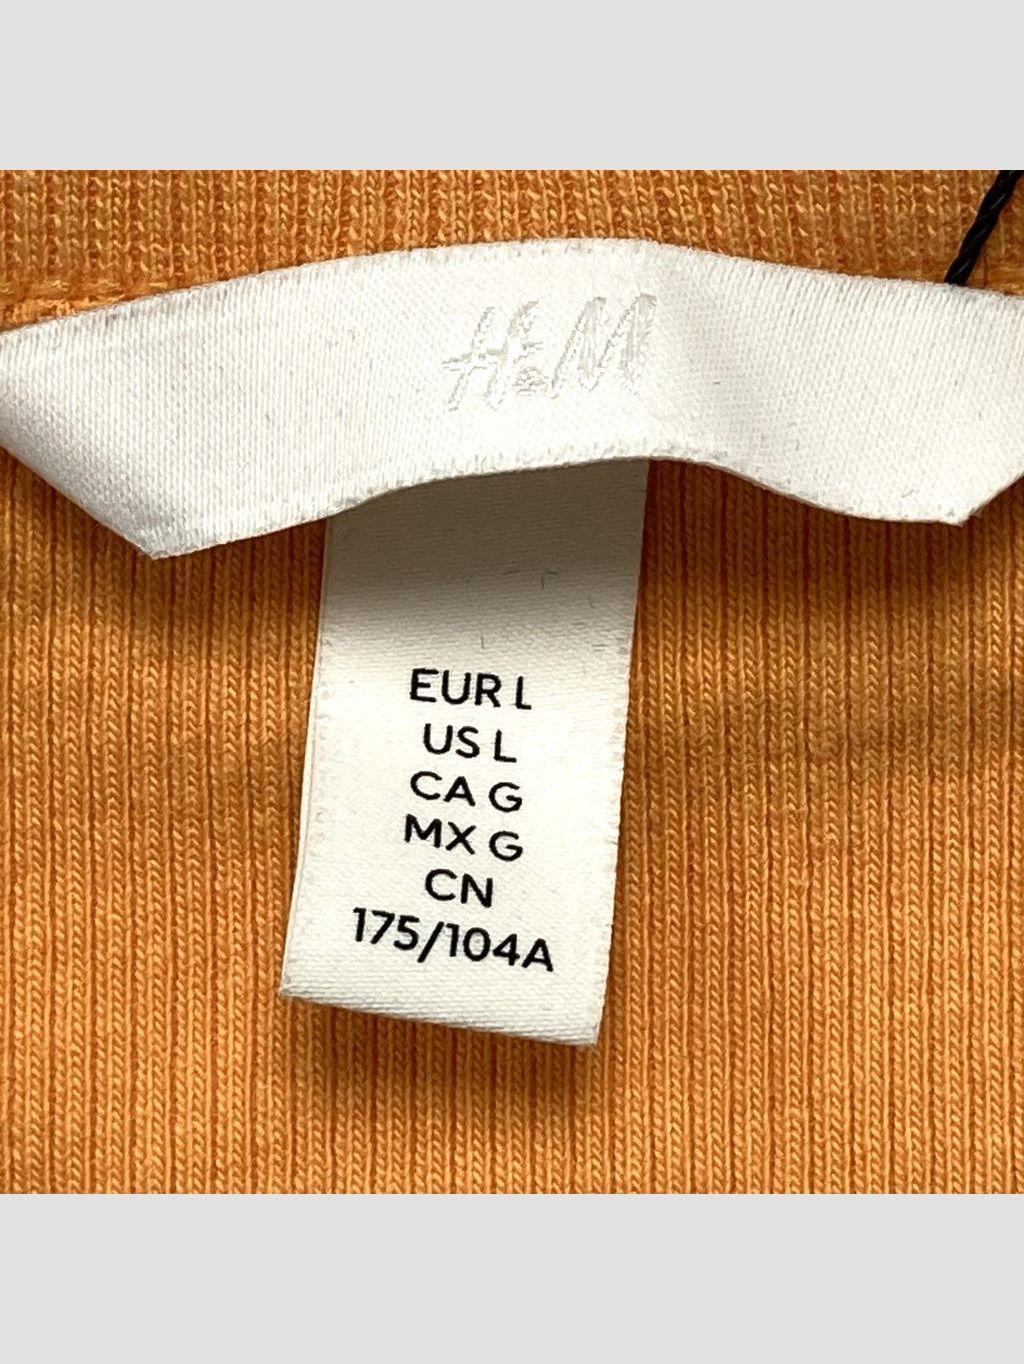 H&M
EUR L
US L
CA G
MX G
CN
175/104A